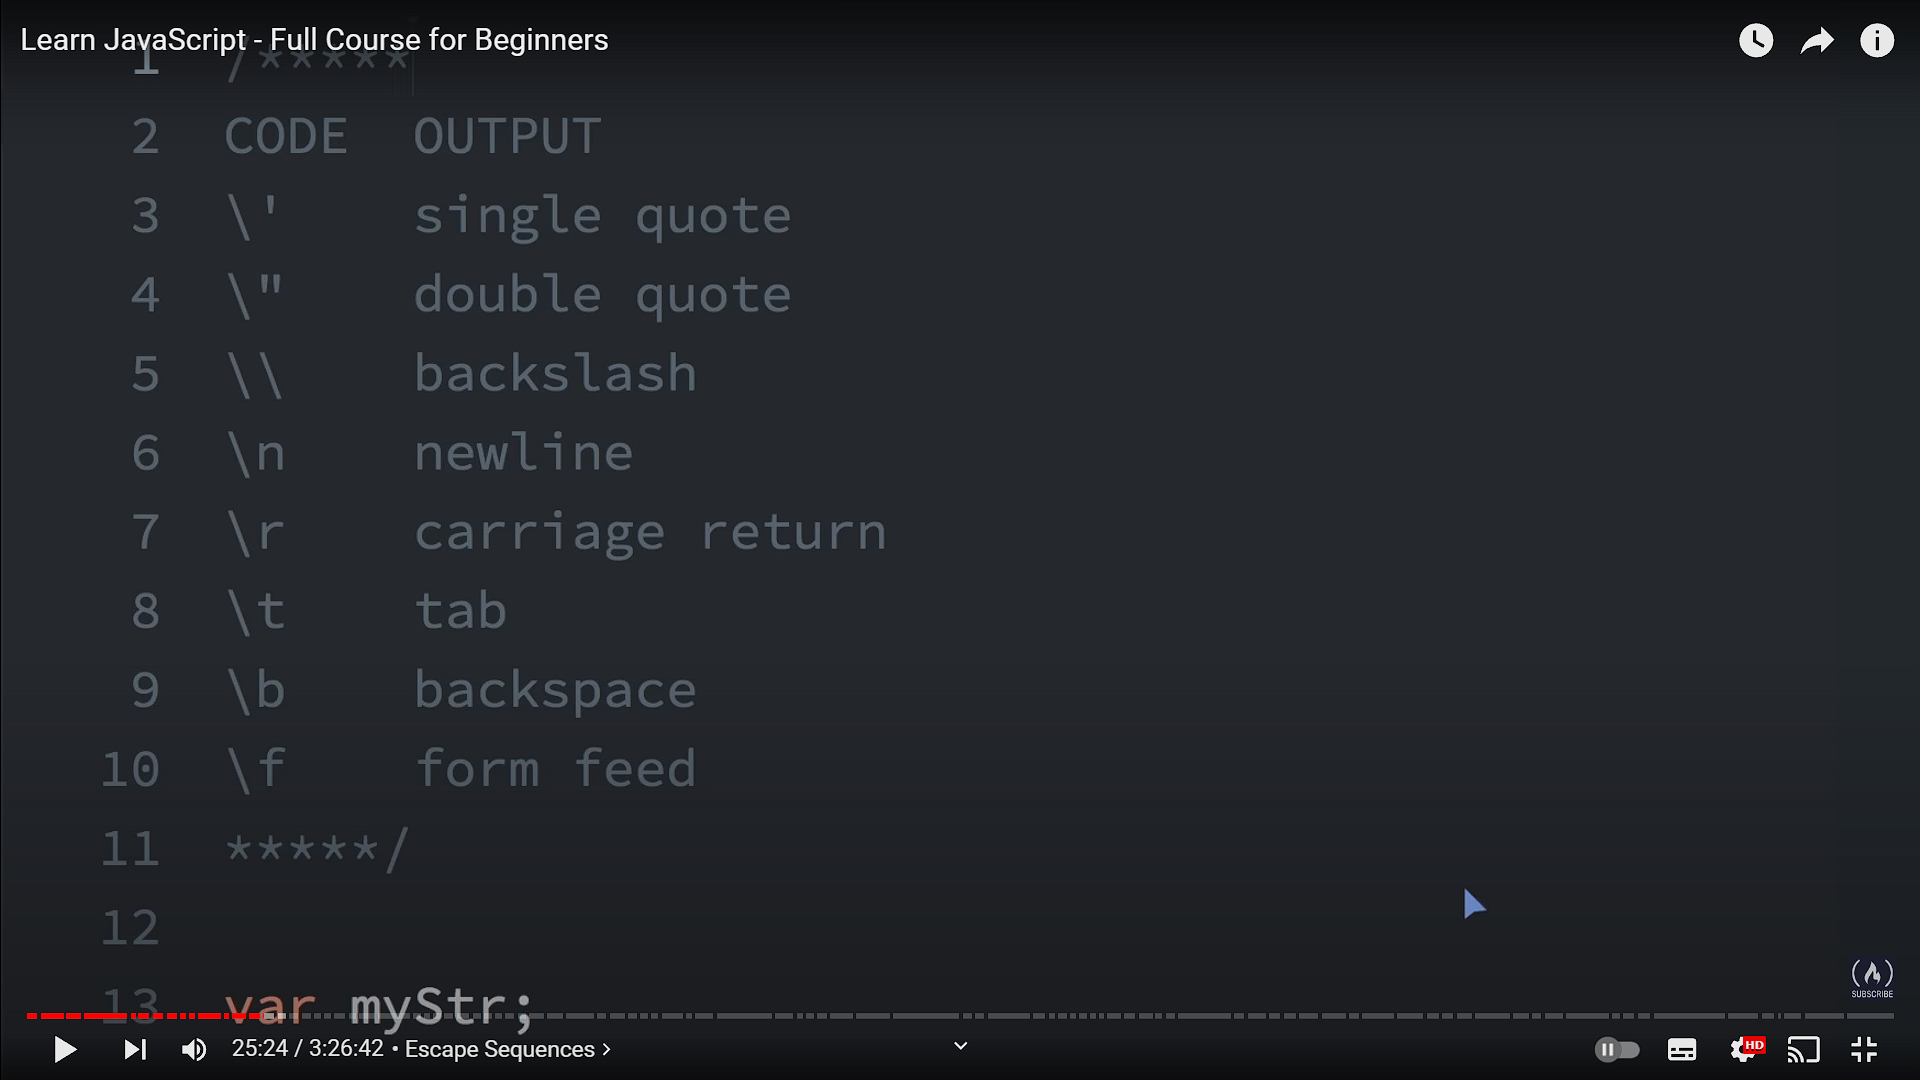 Learn JavaScript - Full Course for Beginners
1 /*****
2 CODE OUTPUT
3 \' single quote
4 \" double quote
5 \\ backslash
6 \n newline
7 \r carriage return
8 \t tab
9 \b backspace
10 \f form feed
11 *****/
12
13 var myStr;
SUBSCRIBE
25:24 / 3:26:42 • Escape Sequences >
HD